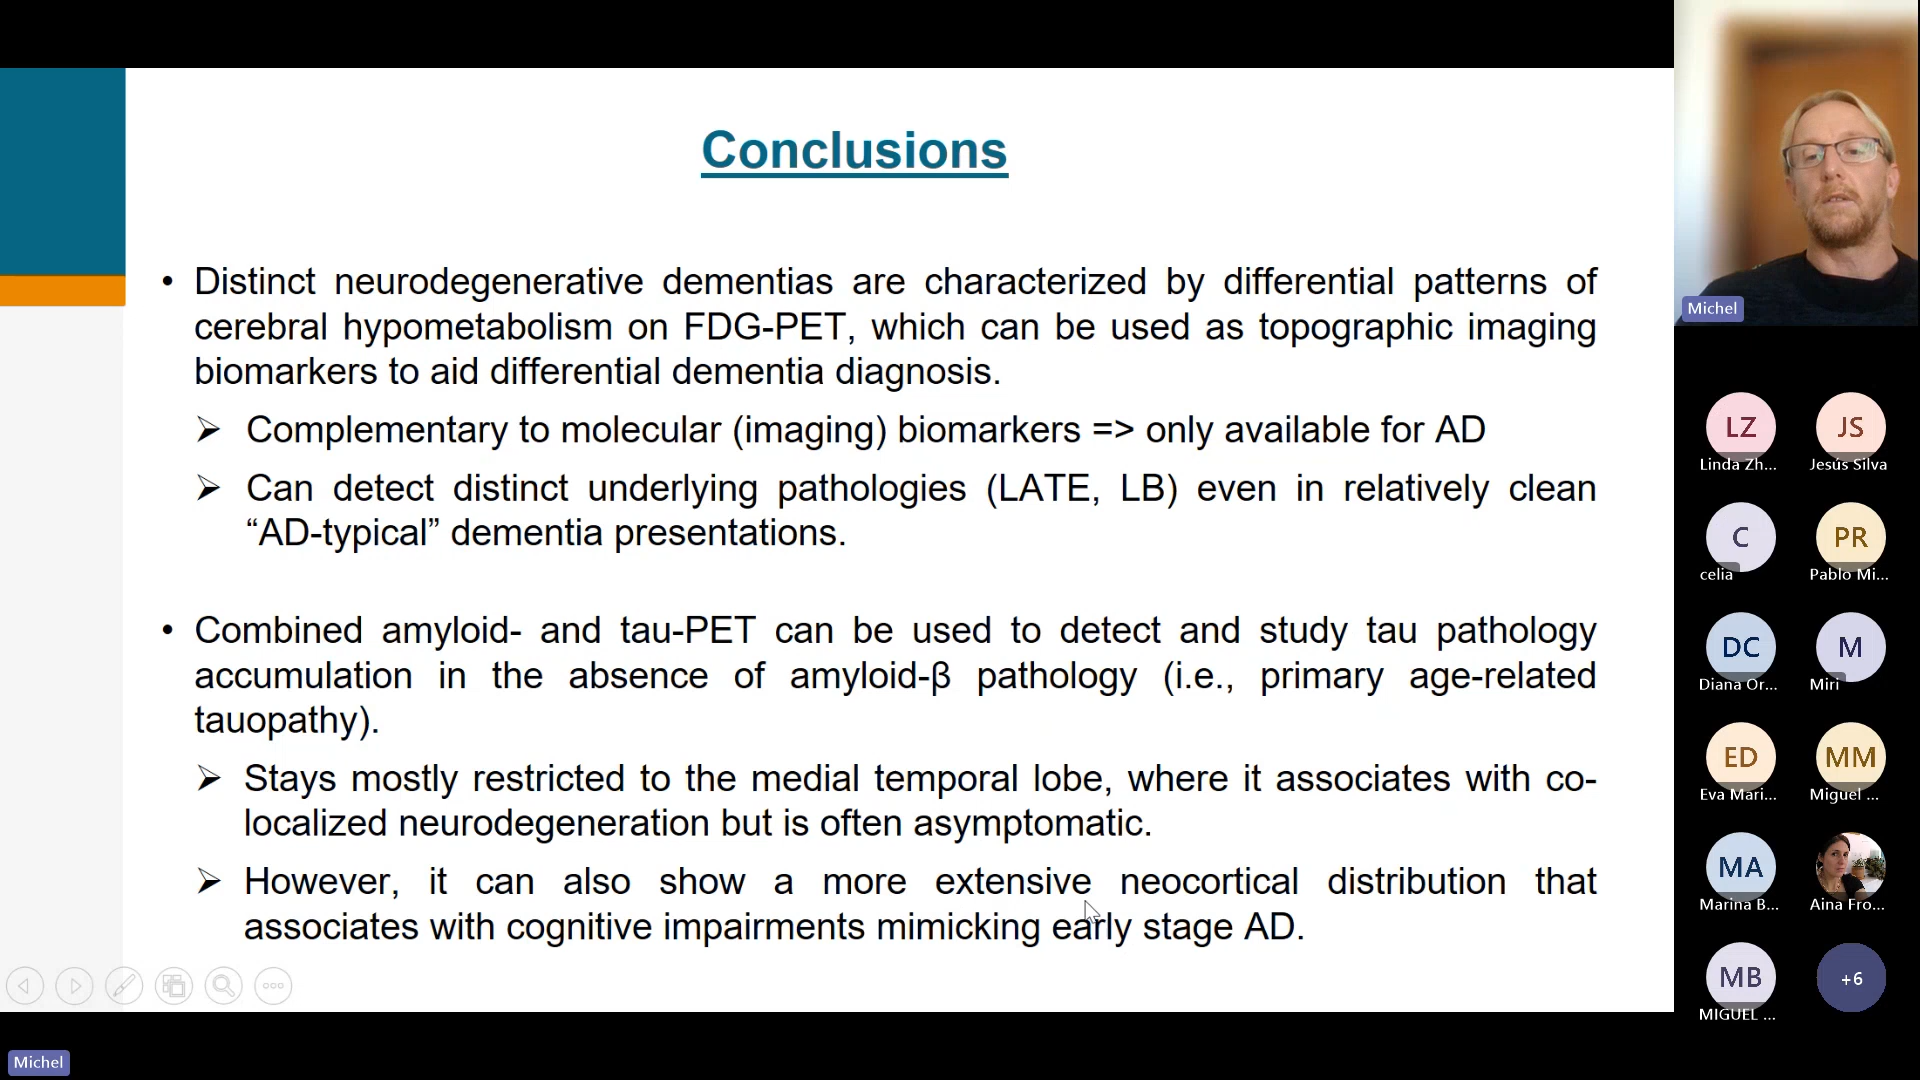 Conclusions
• Distinct neurodegenerative dementias are characterized by differential patterns of
cerebral hypometabolism on FDG-PET, which can be used as topographic imaging
biomarkers to aid differential dementia diagnosis.
➢ Complementary to molecular (imaging) biomarkers => only available for AD
➢ Can detect distinct underlying pathologies (LATE, LB) even in relatively clean
“AD-typical” dementia presentations.
• Combined amyloid- and tau-PET can be used to detect and study tau pathology
accumulation in the absence of amyloid-β pathology (i.e., primary age-related
tauopathy).
➢ Stays mostly restricted to the medial temporal lobe, where it associates with co-
localized neurodegeneration but is often asymptomatic.
➢ However, it can also show a more extensive neocortical distribution that
associates with cognitive impairments mimicking early stage AD.
Michel
Michel
LZ
Linda Zh...
JS
Jesús Silva
C
celia
PR
Pablo Mi...
DC
Diana Or...
M
Miri
ED
Eva Mari...
MM
Miguel ...
MA
Marina B...
Aina Fro...
MB
MIGUEL ...
+6